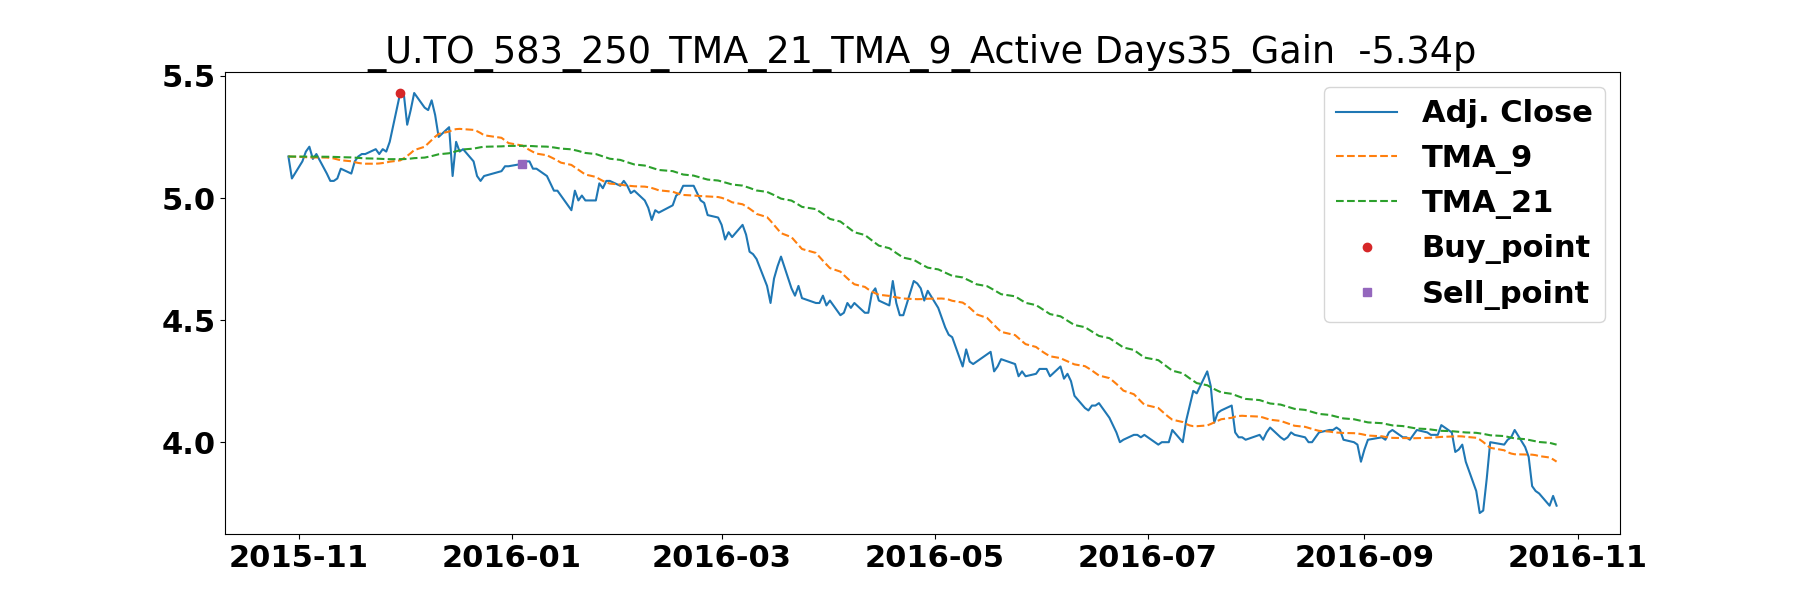 _U.TO_583_250_TMA_21_TMA_9_Active Days35_Gain  -5.34p
5.5
5.0
4.5
4.0
2015-11 2016-01 2016-03 2016-05 2016-07 2016-09 2016-11
Adj. Close
TMA_9
TMA_21
Buy_point
Sell_point